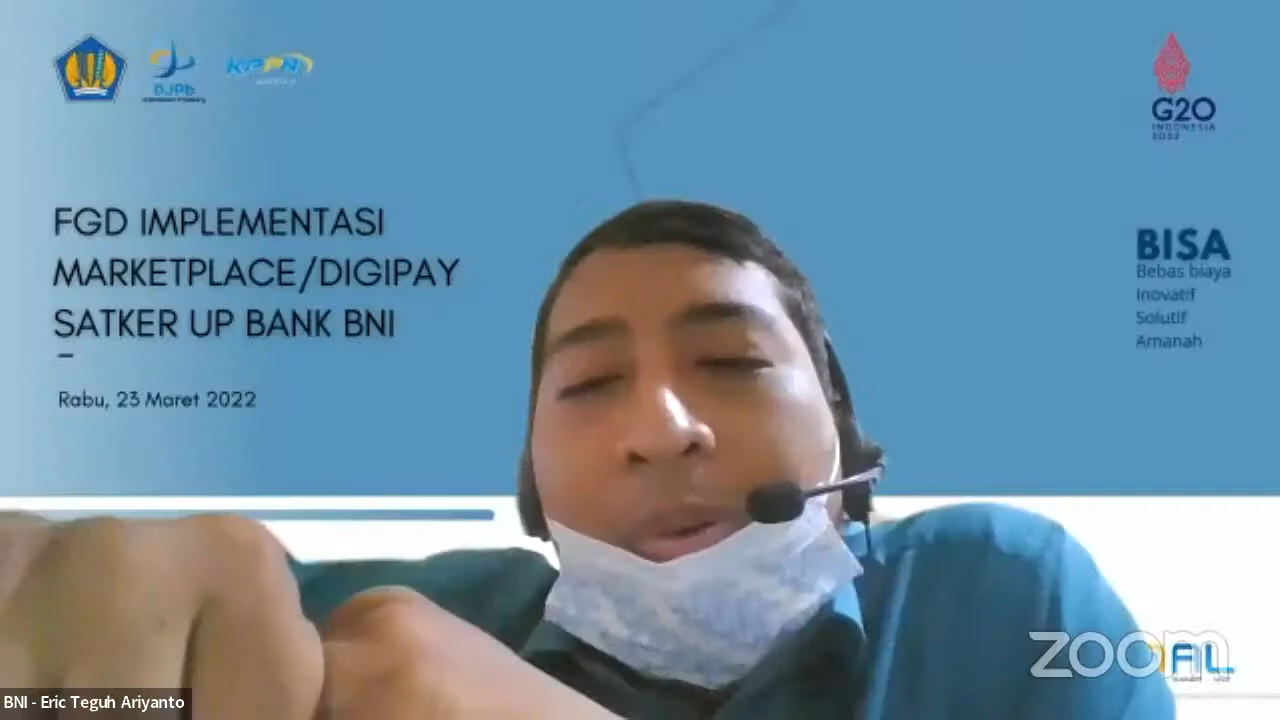 DJPb
KPPN
G20
INDONESIA
2022
FGD IMPLEMENTASI
MARKETPLACE/DIGIPAY
SATKER UP BANK BNI
Rabu, 23 Maret 2022
BISA
Bebas biaya
Inovatif
Solutif
Amanah
zoom
BNI - Eric Teguh Ariyanto